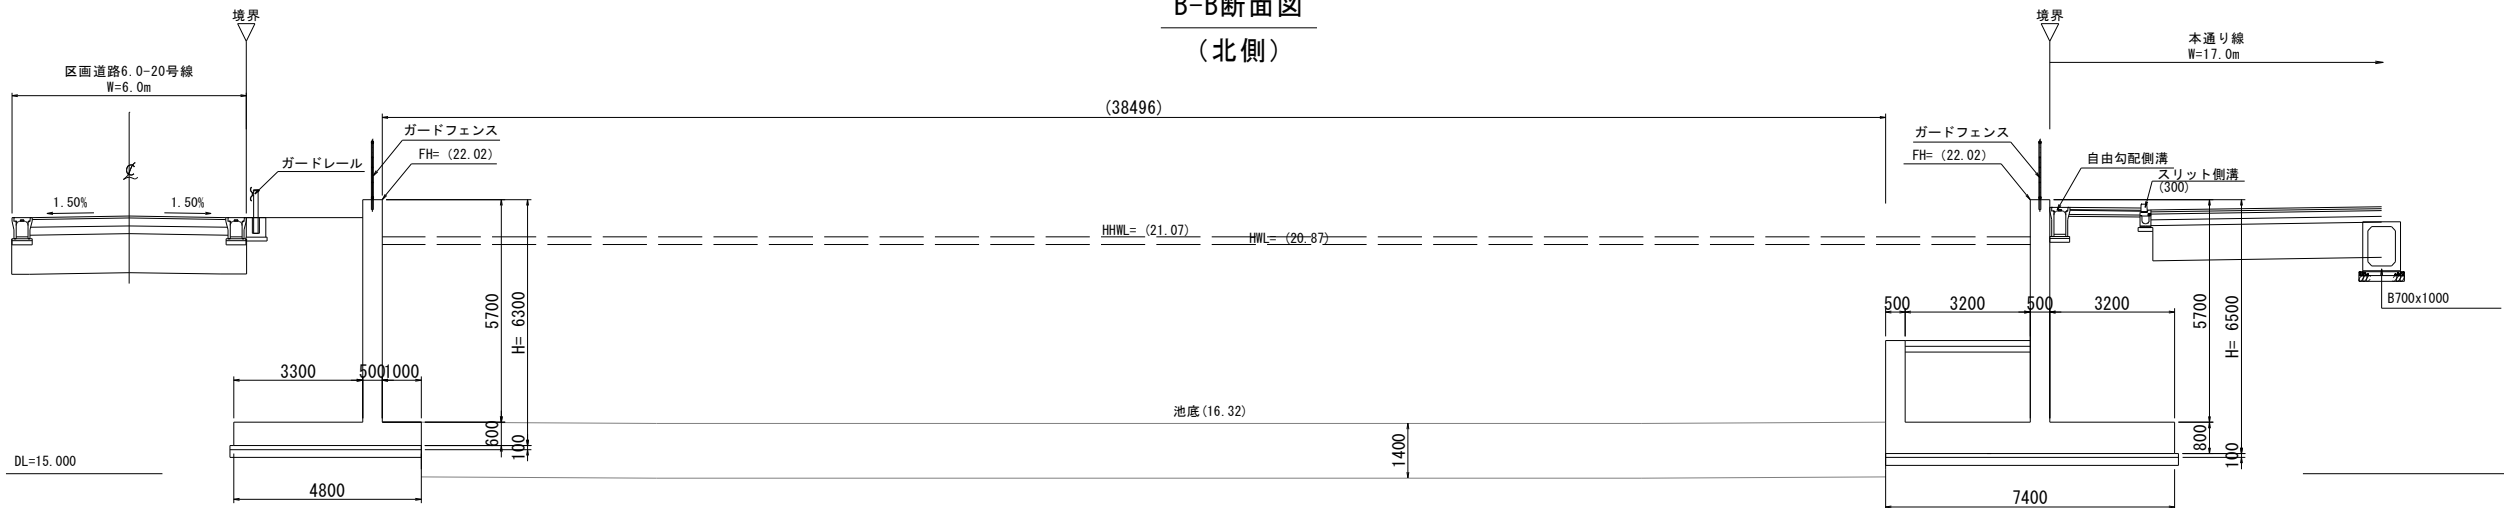 B-B断面図
(北側)
境界
区画道路6.0-20号線
W=6.0m
℄
1.50%
1.50%
ガードレール
ガードフェンス
FH= (22.02)
(38496)
境界
本通り線
W=17.0m
ガードフェンス
FH= (22.02)
自由勾配側溝
スリット側溝
(300)
HHWL= (21.07)
HWL= (20.87)
5700
H= 6300
3300
500
1000
600
100
4800
DL=15.000
池底(16.32)
1400
500
3200
500
3200
5700
H= 6500
800
100
7400
B700x1000